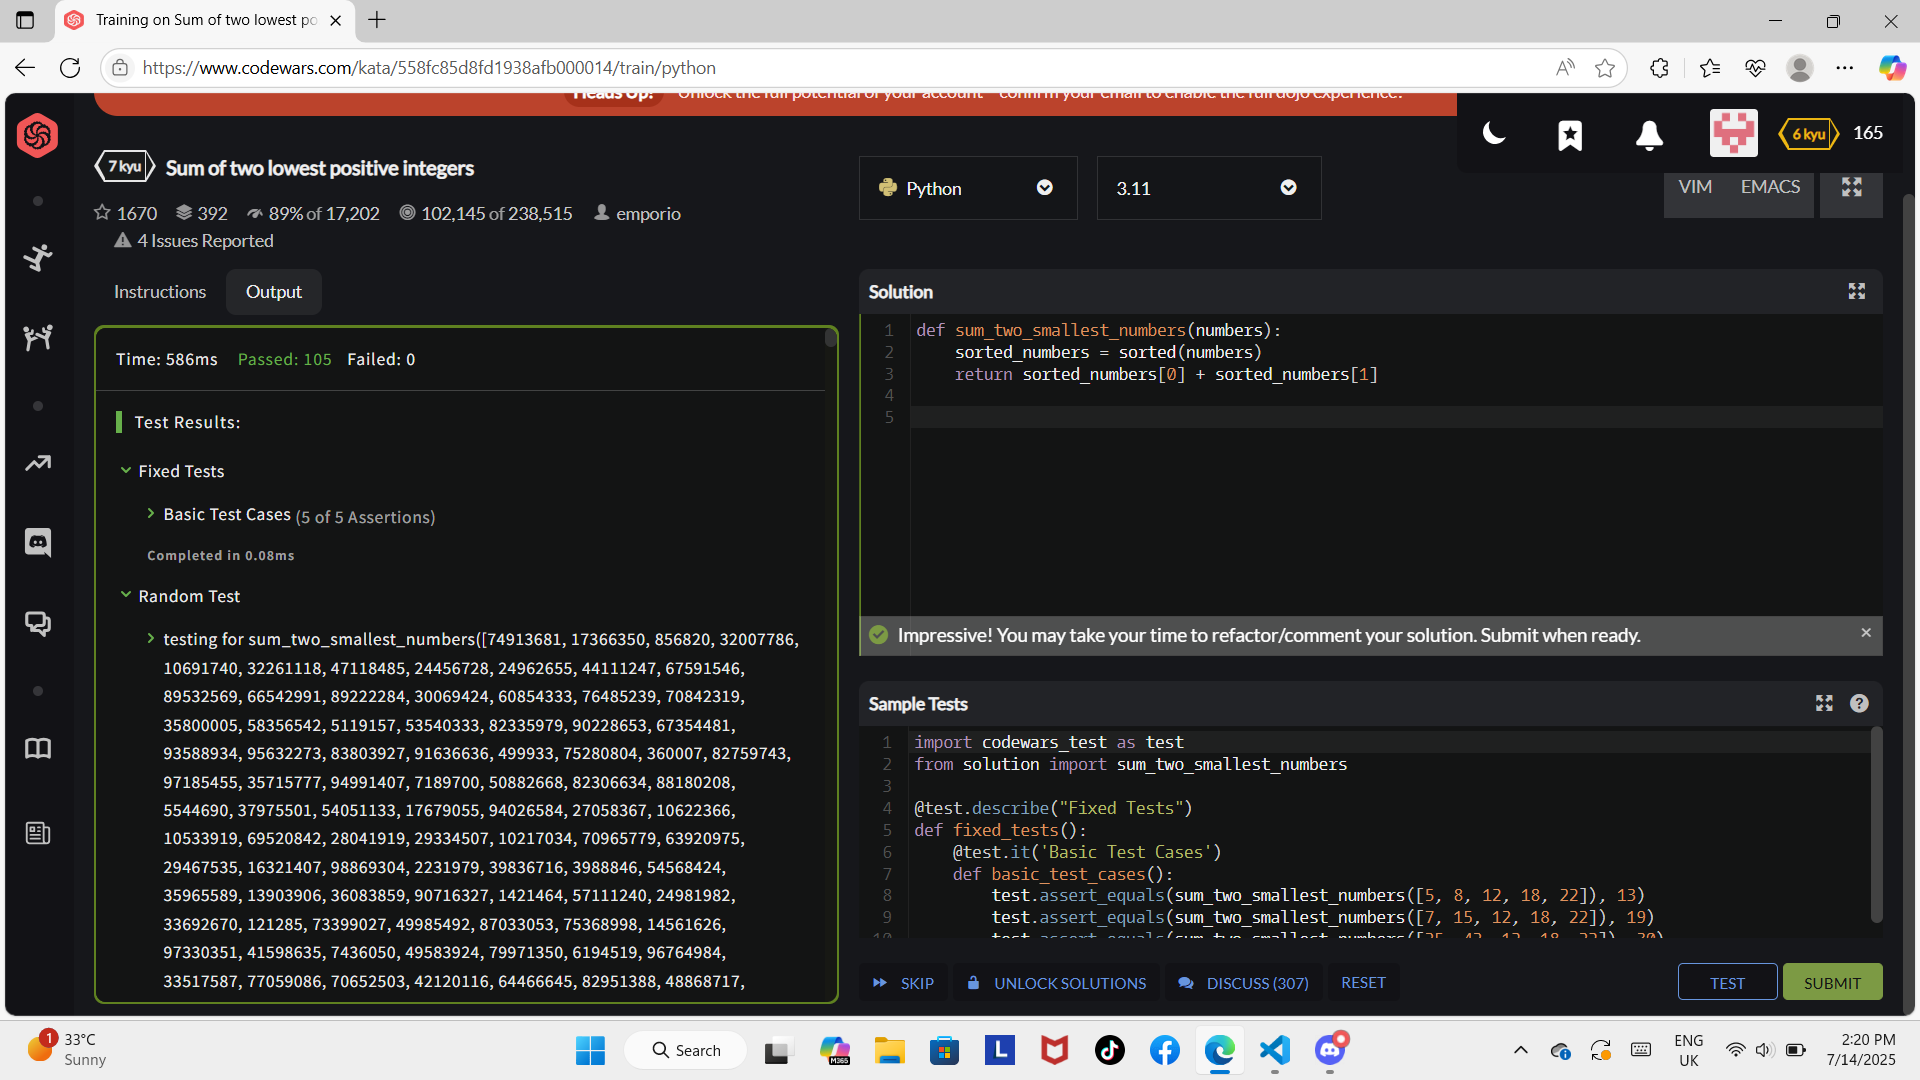 Training on Sum of two lowest po
https://www.codewars.com/kata/558fc85d8fd1938afb000014/train/python
Heads Up! Unlock the full potential of your account - confirm your email to enable the full dojo experience.
6 kyu
165
7 kyu
Sum of two lowest positive integers
1670
392
89% of 17,202
102,145 of 238,515
emporio
4 Issues Reported
Python
3.11
VIM
EMACS
Instructions
Output
Time: 586ms Passed: 105 Failed: 0
Test Results:
Fixed Tests
Basic Test Cases (5 of 5 Assertions)
Completed in 0.08ms
Random Test
testing for sum_two_smallest_numbers([74913681, 17366350, 856820, 32007786,
10691740, 32261118, 47118485, 24456728, 24962655, 44111247, 67591546,
89532569, 66542991, 89222284, 30069424, 60854333, 76485239, 70842319,
35800005, 58356542, 5119157, 53540333, 82335979, 90228653, 67354481,
93588934, 95632273, 83803927, 91636636, 499933, 75280804, 360007, 82759743,
97185455, 35715777, 94991407, 7189700, 50882668, 82306634, 88180208,
5544690, 37975501, 54051133, 17679055, 94026584, 27058367, 10622366,
10533919, 69520842, 28041919, 29334507, 10217034, 70965779, 63920975,
29467535, 16321407, 98869304, 2231979, 39836716, 3988846, 54568424,
35965589, 13903906, 36083859, 90716327, 1421464, 57111240, 24981982,
33692670, 121285, 73399027, 49985492, 87033053, 75368998, 14561626,
97330351, 41598635, 7436050, 49583924, 79971350, 6194519, 96764984,
33517587, 77059086, 70652503, 42120116, 64466645, 82951388, 48868717,
Solution
1 def sum_two_smallest_numbers(numbers):
2 sorted_numbers = sorted(numbers)
3 return sorted_numbers[0] + sorted_numbers[1]
4
5
Impressive! You may take your time to refactor/comment your solution. Submit when ready.
Sample Tests
1 import codewars_test as test
2 from solution import sum_two_smallest_numbers
3
4 @test.describe("Fixed Tests")
5 def fixed_tests():
6 @test.it('Basic Test Cases')
7 def basic_test_cases():
8 test.assert_equals(sum_two_smallest_numbers([5, 8, 12, 18, 22]), 13)
9 test.assert_equals(sum_two_smallest_numbers([7, 15, 12, 18, 22]), 19)
SKIP
UNLOCK SOLUTIONS
DISCUSS (307)
RESET
TEST
SUBMIT
1
33°C
Sunny
Search
M365
L
ENG
UK
2:20 PM
7/14/2025